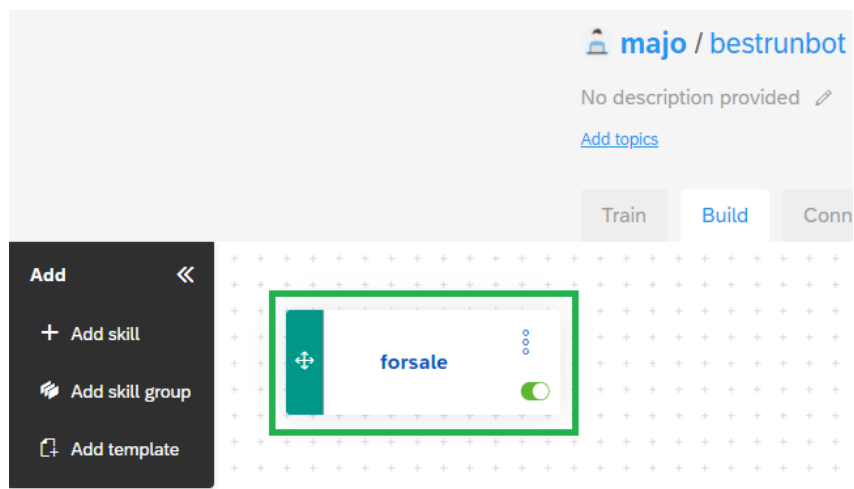 majo / bestrunbot
No description provided
Add topics
Train Build Conn
Add
Add skill
Add skill group
Add template
forsale